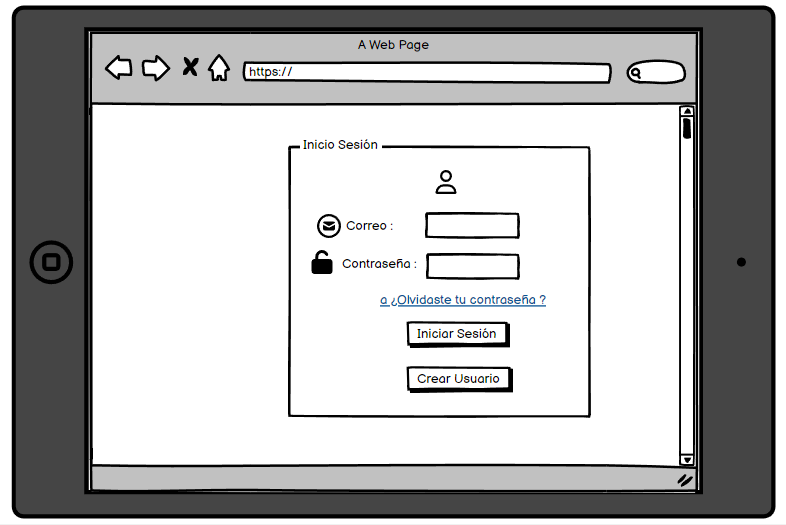 A Web Page
https://
Inicio Sesión
Correo :
Contraseña :
a ¿Olvidaste tu contraseña ?
Iniciar Sesión
Crear Usuario